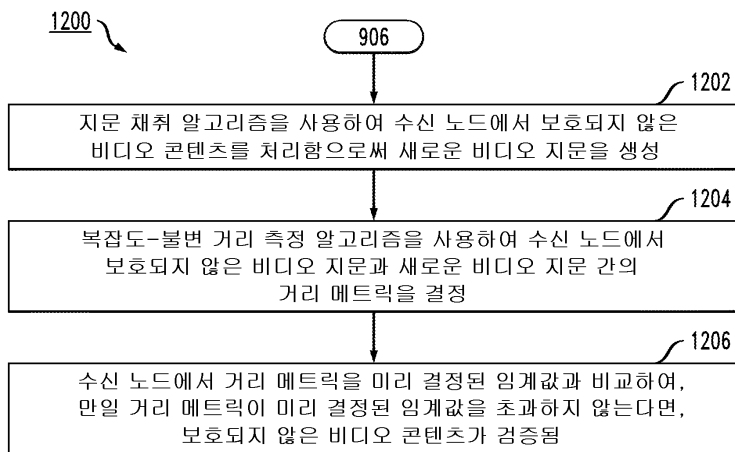 1200
906
1202
지문 채취 알고리즘을 사용하여 수신 노드에서 보호되지 않은
비디오 콘텐츠를 처리함으로써 새로운 비디오 지문을 생성
1204
복잡도-불변 거리 측정 알고리즘을 사용하여 수신 노드에서
보호되지 않은 비디오 지문과 새로운 비디오 지문 간의
거리 메트릭을 결정
1206
수신 노드에서 거리 메트릭을 미리 결정된 임계값과 비교하여,
만일 거리 메트릭이 미리 결정된 임계값을 초과하지 않는다면,
보호되지 않은 비디오 콘텐츠가 검증됨